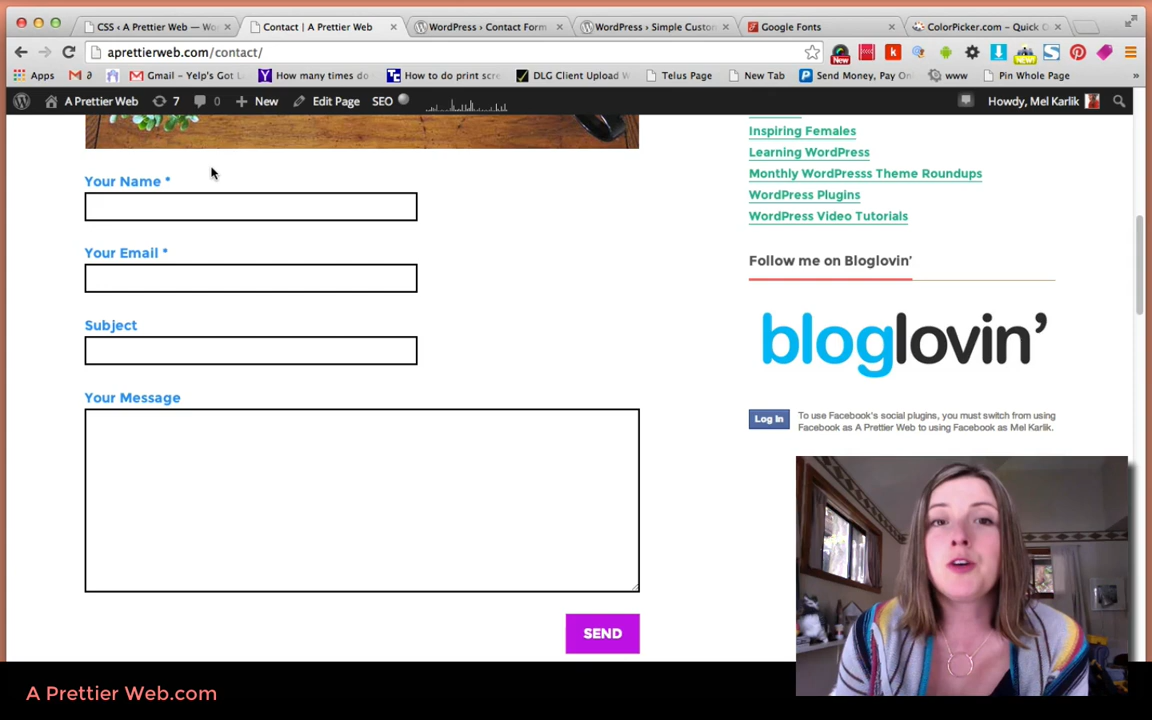 CSS ‹ A Prettier Web — Wor
Contact | A Prettier Web
WordPress › Contact Form
WordPress › Simple Custom
Google Fonts
ColorPicker.com - Quick O
aprettierweb.com/contact/
New
NEW!
Apps
Gmail – Yelp's Got L
How many times do
How to do print scre
DLG Client Upload W
Telus Page
New Tab
Send Money, Pay On
www
Pin Whole Page
»
A Prettier Web
7
0
+ New
Edit Page
SEO
Howdy, Mel Karlik
Inspiring Females
Learning WordPress
Monthly WordPresss Theme Roundups
WordPress Plugins
WordPress Video Tutorials
Follow me on Bloglovin'
bloglovin'
Log In
To use Facebook's social plugins, you must switch from using
Facebook as A Prettier Web to using Facebook as Mel Karlik.
Your Name *
Your Email *
Subject
Your Message
SEND
A Prettier Web.com